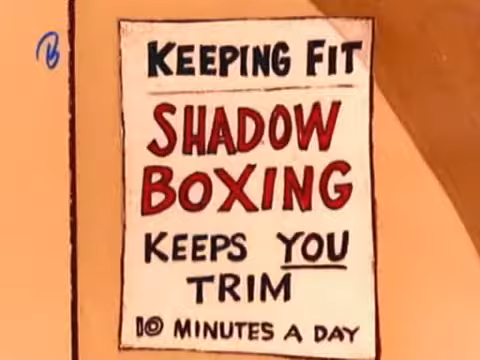 KEEPING FIT
SHADOW
BOXING
KEEPS YOU
TRIM
10 MINUTES A DAY